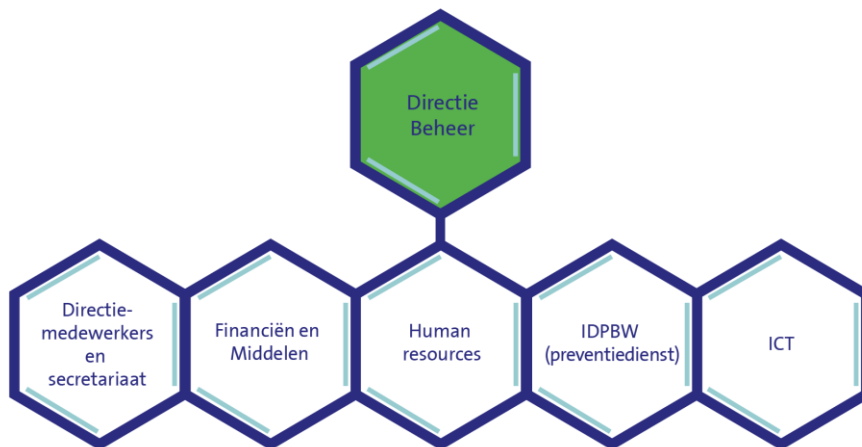 Directie
Beheer
Directie-
medewerkers
en
secretariaat
Financiën en
Middelen
Human
resources
IDPBW
(preventiedienst)
ICT